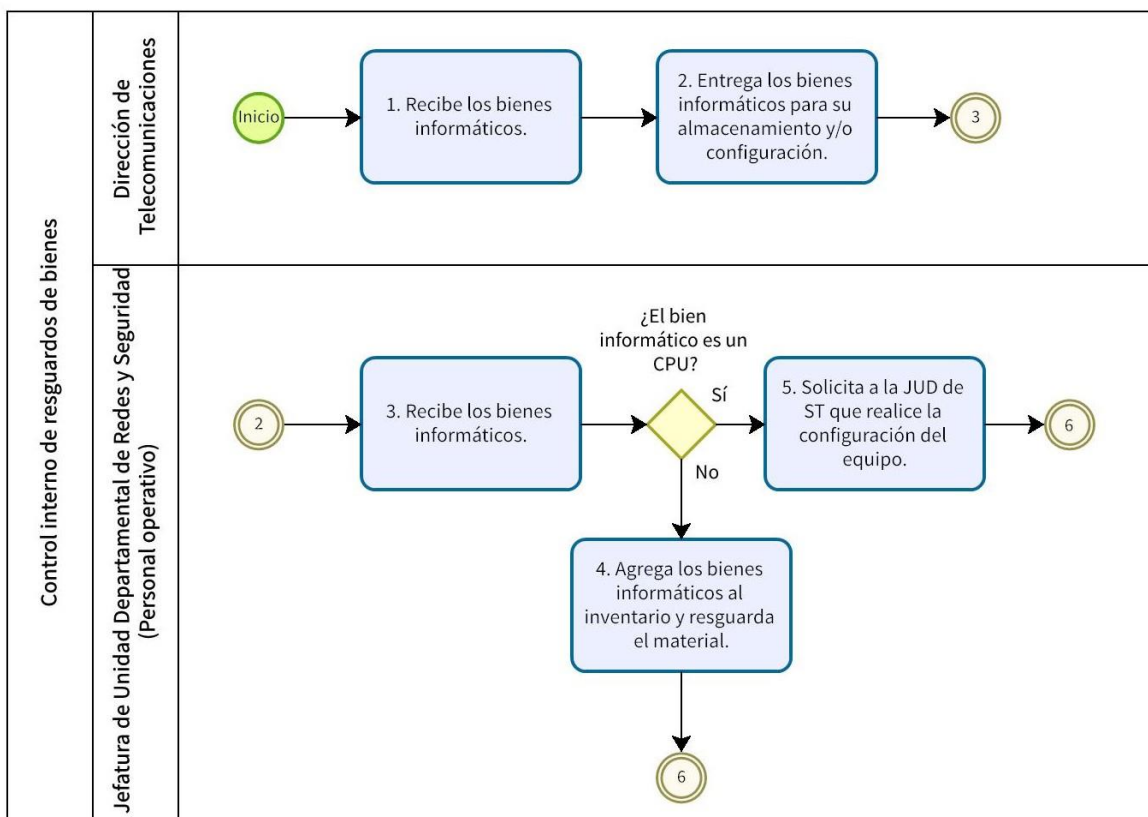 Control interno de resguardos de bienes
Dirección de
Telecomunicaciones
Inicio
1. Recibe los bienes
informáticos.
2. Entrega los bienes
informáticos para su
almacenamiento y/o
configuración.
3
Jefatura de Unidad Departamental de Redes y Seguridad
(Personal operativo)
2
3. Recibe los bienes
informáticos.
¿El bien
informático es un
CPU?
Sí
No
5. Solicita a la JUD de
ST que realice la
configuración del
equipo.
6
4. Agrega los bienes
informáticos al
inventario y resguarda
el material.
6